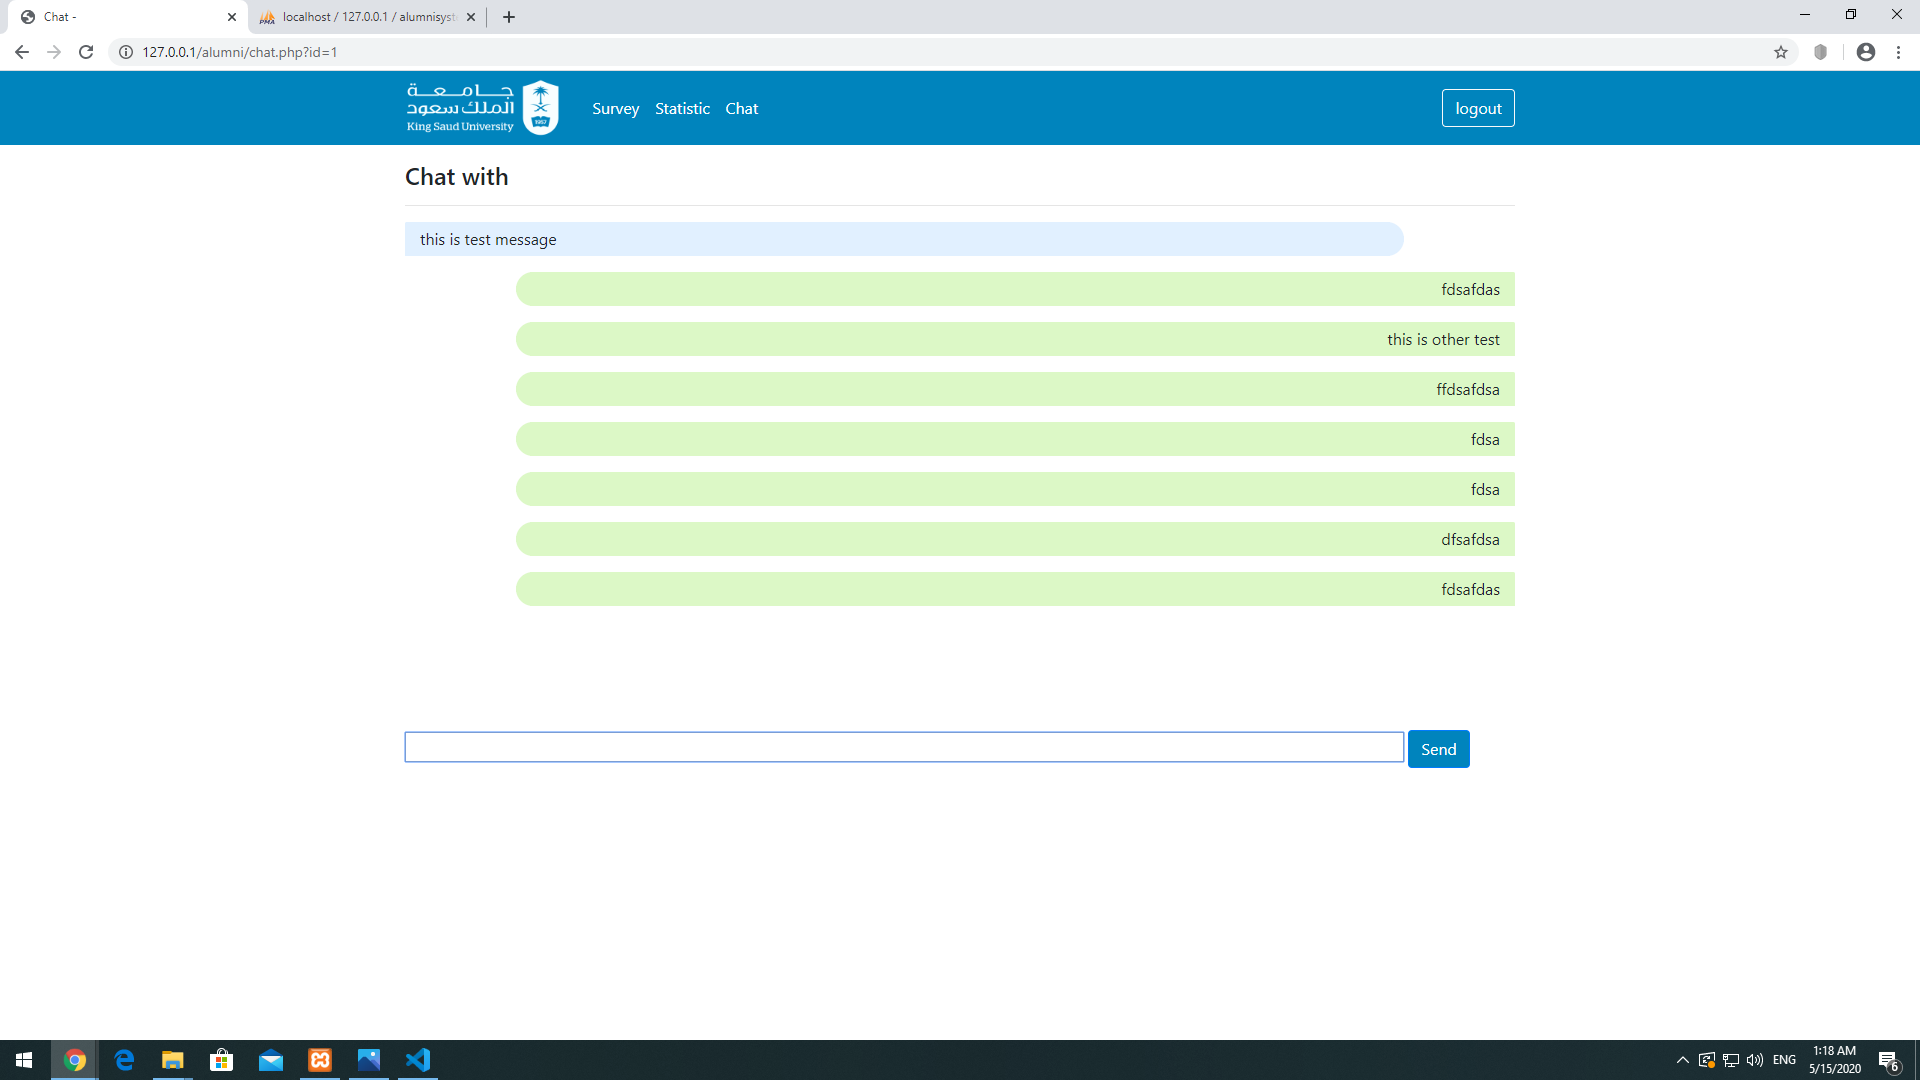 Chat -
localhost / 127.0.0.1 / alumnisyst
127.0.0.1/alumni/chat.php?id=1
جامعة
الملك سعود
King Saud University
1957
Survey
Statistic
Chat
logout
Chat with
this is test message
fdsafdas
this is other test
ffdsafdsa
fdsa
fdsa
dfsafdsa
fdsafdas
Send
ENG
1:18 AM
5/15/2020
6